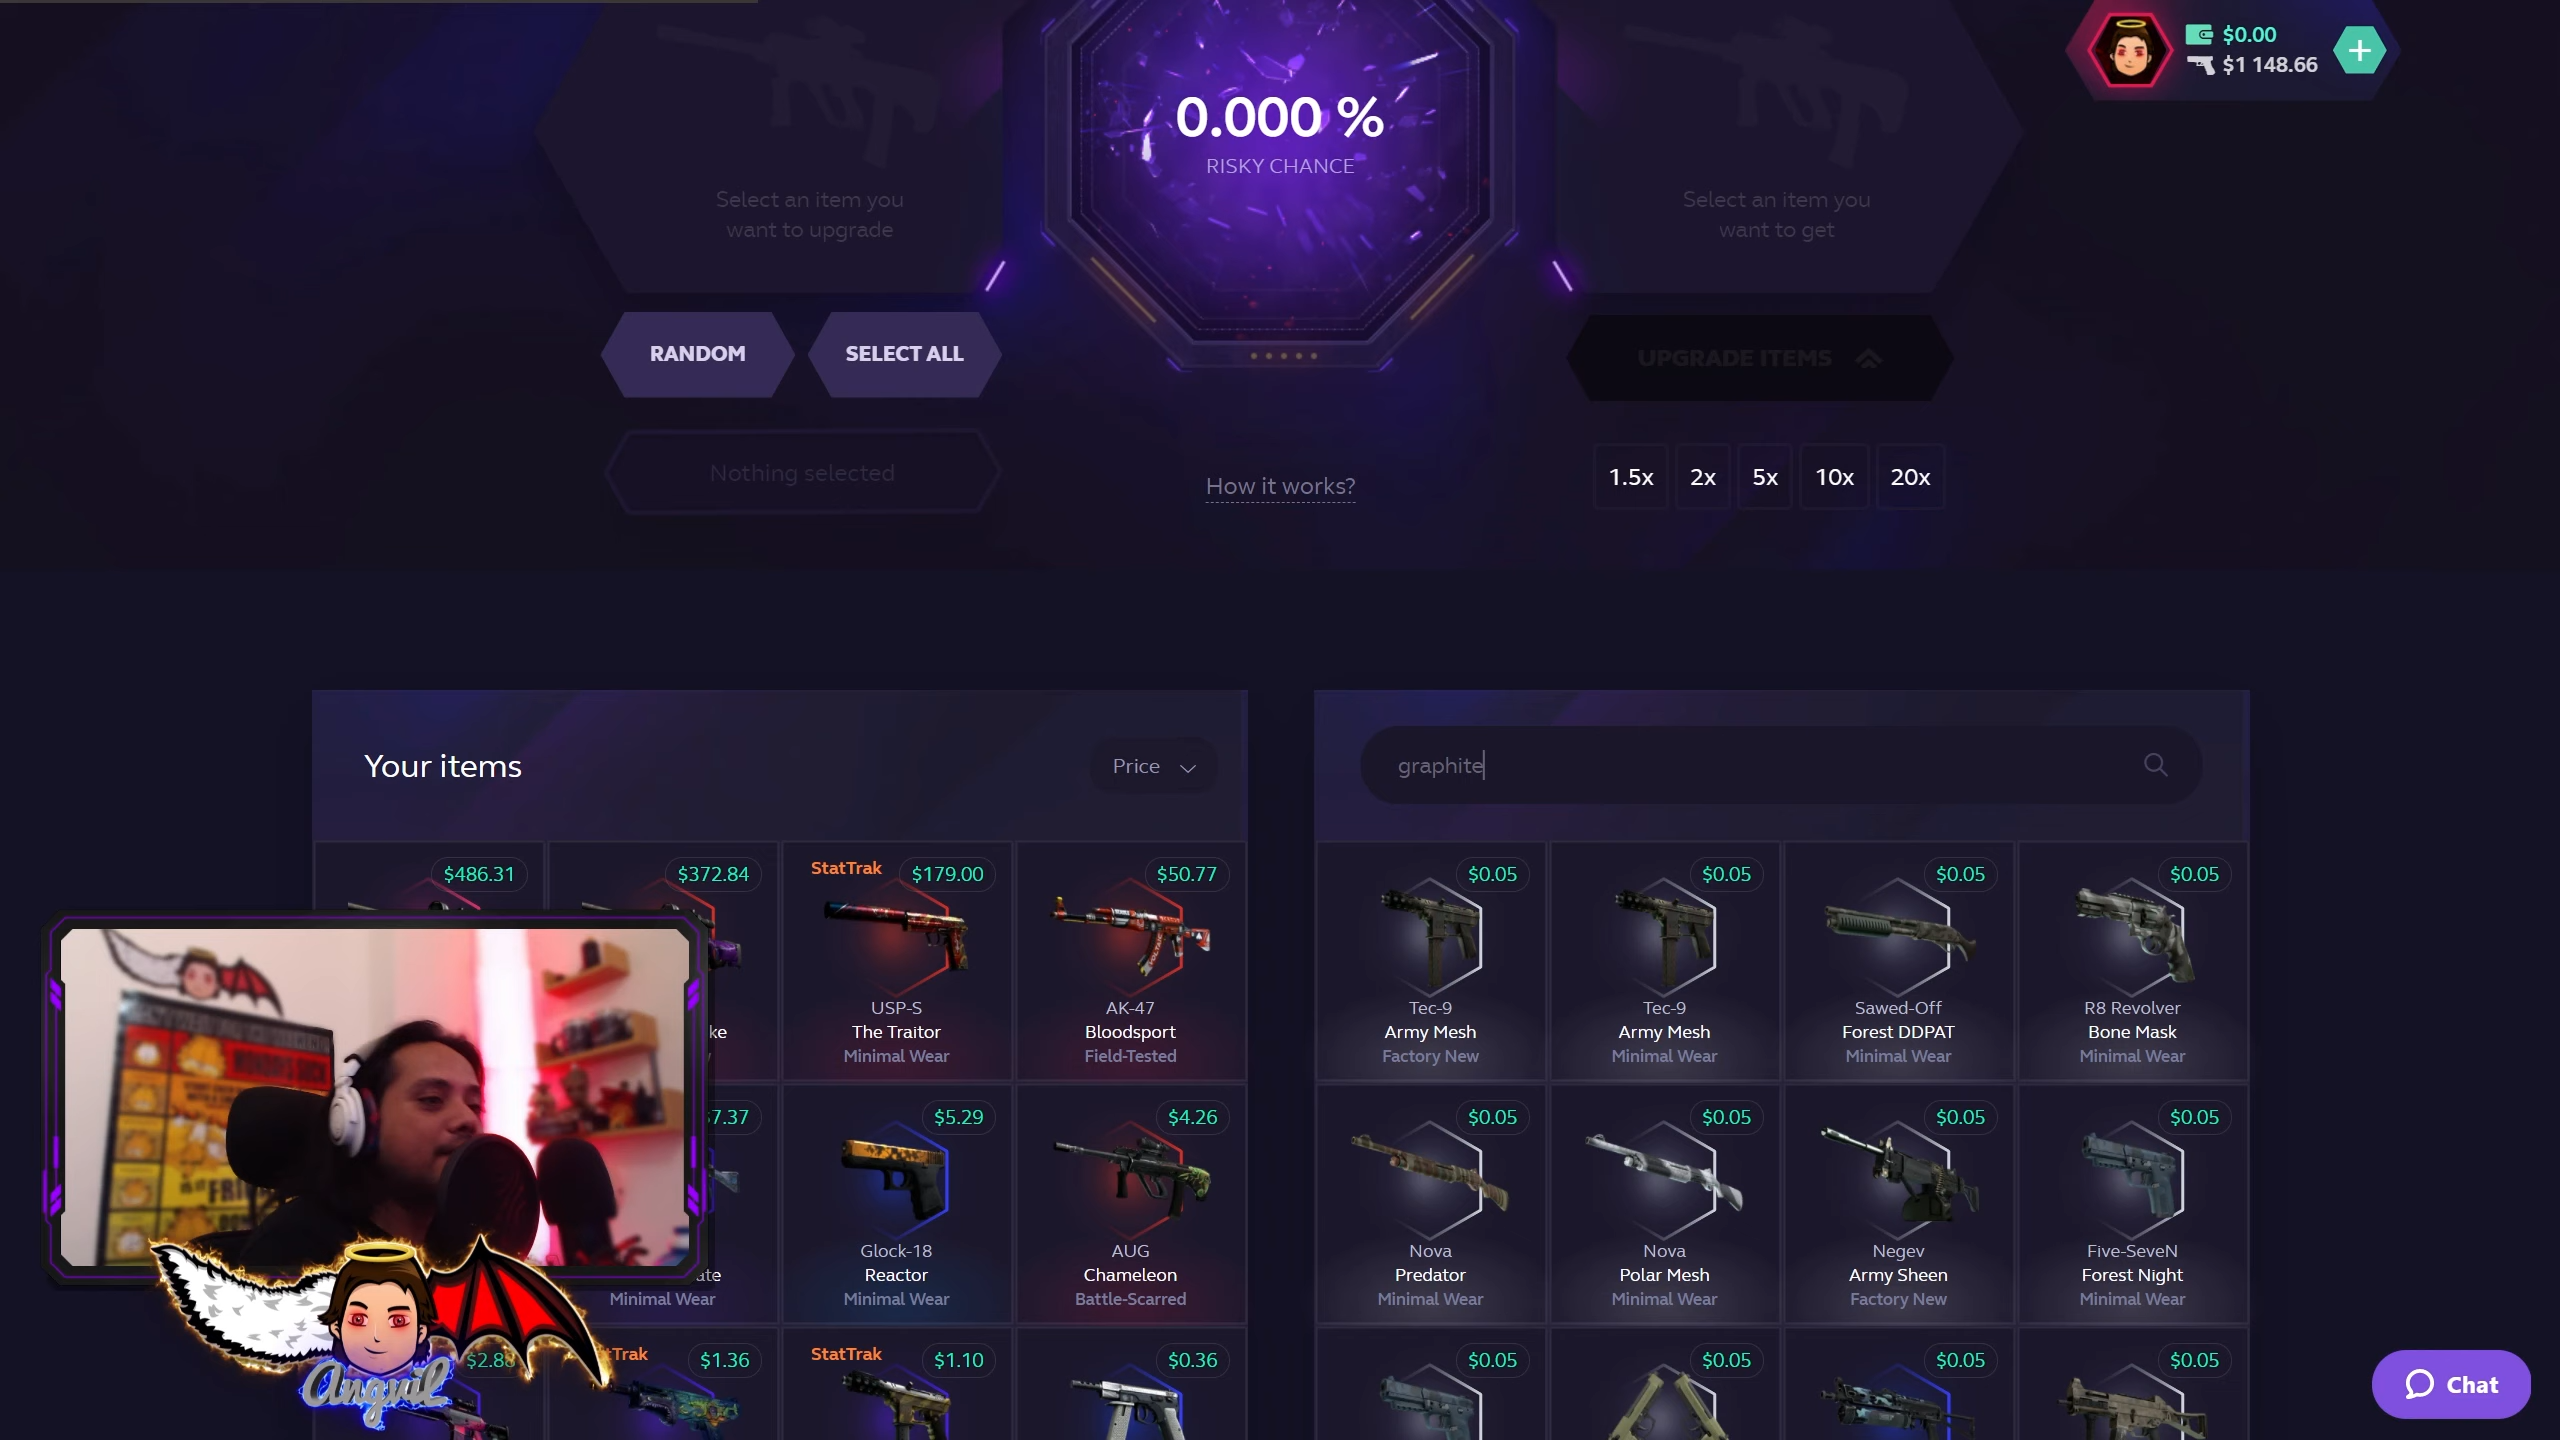 $0.00
$1 148.66
0.000 %
RISKY CHANCE
Select an item you
want to upgrade
Select an item you
want to get
RANDOM
SELECT ALL
UPGRADE ITEMS
Nothing selected
How it works?
1.5x
2x
5x
10x
20x
Your items
Price
graphite
$486.31
$372.84
StatTrak
$179.00
$50.77
ke
USP-S
The Traitor
Minimal Wear
AK-47
Bloodsport
Field-Tested
7.37
ate
Minimal Wear
$5.29
Glock-18
Reactor
Minimal Wear
$4.26
AUG
Chameleon
Battle-Scarred
Trak
$1.36
StatTrak
$1.10
$0.36
$0.05
Tec-9
Army Mesh
Factory New
$0.05
Tec-9
Army Mesh
Minimal Wear
$0.05
Sawed-Off
Forest DDPAT
Minimal Wear
$0.05
R8 Revolver
Bone Mask
Minimal Wear
$0.05
Nova
Predator
Minimal Wear
$0.05
Nova
Polar Mesh
Minimal Wear
$0.05
Negev
Army Sheen
Factory New
$0.05
Five-SeveN
Forest Night
Minimal Wear
$0.05
$0.05
$0.05
$0.05
Angvil
Chat